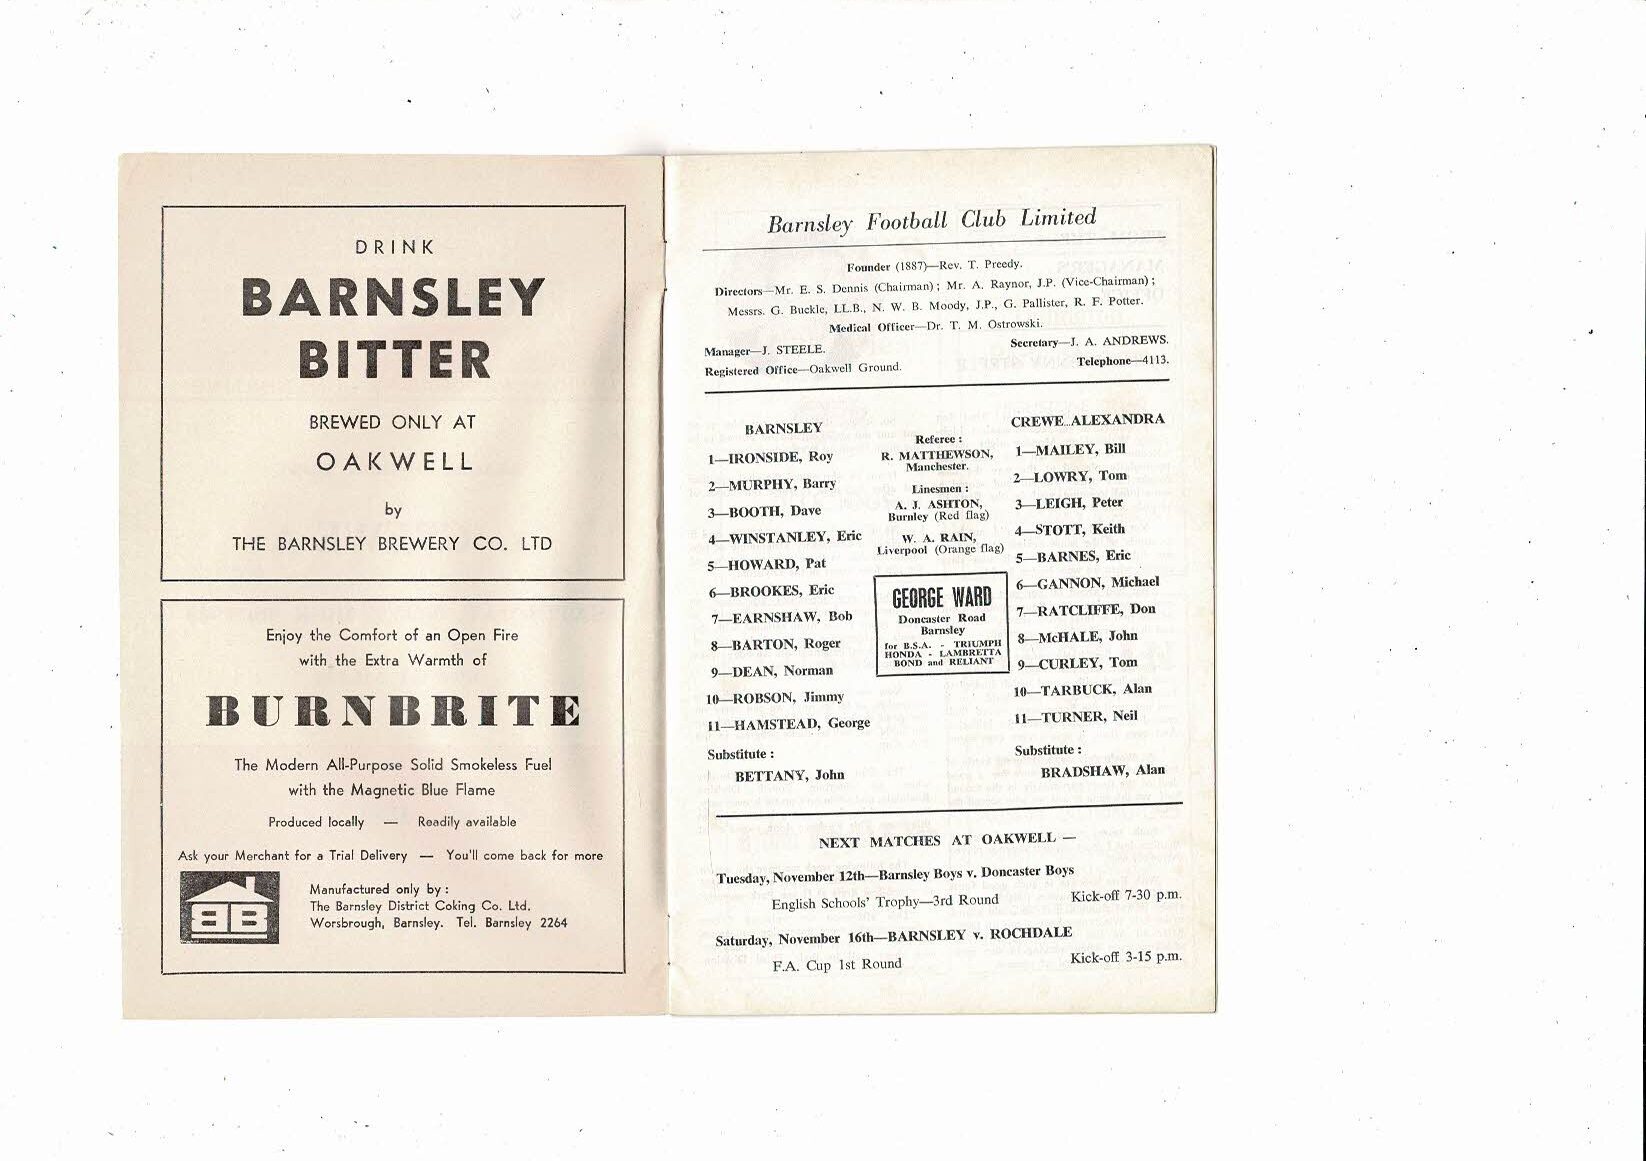 DRINK
BARNSLEY
BITTER
BREWED ONLY AT
OAKWELL
by
THE BARNSLEY BREWERY CO. LTD
Enjoy the Comfort of an Open Fire
with the Extra Warmth of
BURNBRITE
The Modern All-Purpose Solid Smokeless Fuel
with the Magnetic Blue Flame
Produced locally — Readily available
Ask your Merchant for a Trial Delivery — You'll come back for more
BB
Manufactured only by :
The Barnsley District Coking Co. Ltd.
Worsbrough, Barnsley. Tel. Barnsley 2264
Barnsley Football Club Limited
Founder (1887)—Rev. T. Preedy.
Directors—Mr. E. S. Dennis (Chairman) ; Mr. A. Raynor, J.P. (Vice-Chairman) ;
Messrs. G. Buckle, LL.B., N. W. B. Moody, J.P., G. Pallister, R. F. Potter.
Medical Officer—Dr. T. M. Ostrowski.
Manager—J. STEELE.
Secretary—J. A. ANDREWS.
Registered Office—Oakwell Ground.
Telephone—4113.
BARNSLEY
1—IRONSIDE, Roy
2—MURPHY, Barry
3—BOOTH, Dave
4—WINSTANLEY, Eric
5—HOWARD, Pat
6—BROOKES, Eric
7—EARNSHAW, Bob
8—BARTON, Roger
9—DEAN, Norman
10—ROBSON, Jimmy
11—HAMSTEAD, George
Substitute :
BETTANY, John
Referee :
R. MATTHEWSON,
Manchester.
Linesmen :
A. J. ASHTON,
Burnley (Red flag)
W. A. RAIN,
Liverpool (Orange flag)
GEORGE WARD
Doncaster Road
Barnsley
for B.S.A. - TRIUMPH
HONDA - LAMBRETTA
BOND and RELIANT
CREWE ALEXANDRA
1—MAILEY, Bill
2—LOWRY, Tom
3—LEIGH, Peter
4—STOTT, Keith
5—BARNES, Eric
6—GANNON, Michael
7—RATCLIFFE, Don
8—McHALE, John
9—CURLEY, Tom
10—TARBUCK, Alan
11—TURNER, Neil
Substitute :
BRADSHAW, Alan
NEXT MATCHES AT OAKWELL —
Tuesday, November 12th—Barnsley Boys v. Doncaster Boys
English Schools' Trophy—3rd Round Kick-off 7-30 p.m.
Saturday, November 16th—BARNSLEY v. ROCHDALE
F.A. Cup 1st Round Kick-off 3-15 p.m.